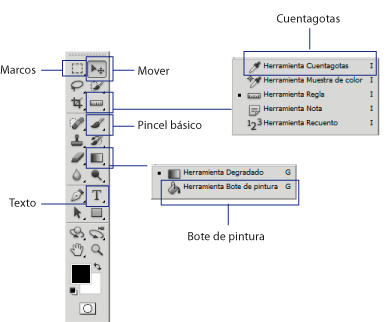 Cuentagotas
Marcos
Mover
Herramienta Cuentagotas I
Herramienta Muestra de color I
Herramienta Regla I
Herramienta Nota I
123 Herramienta Recuento I
Pincel básico
Herramienta Degradado G
Herramienta Bote de pintura G
T
Texto
Bote de pintura